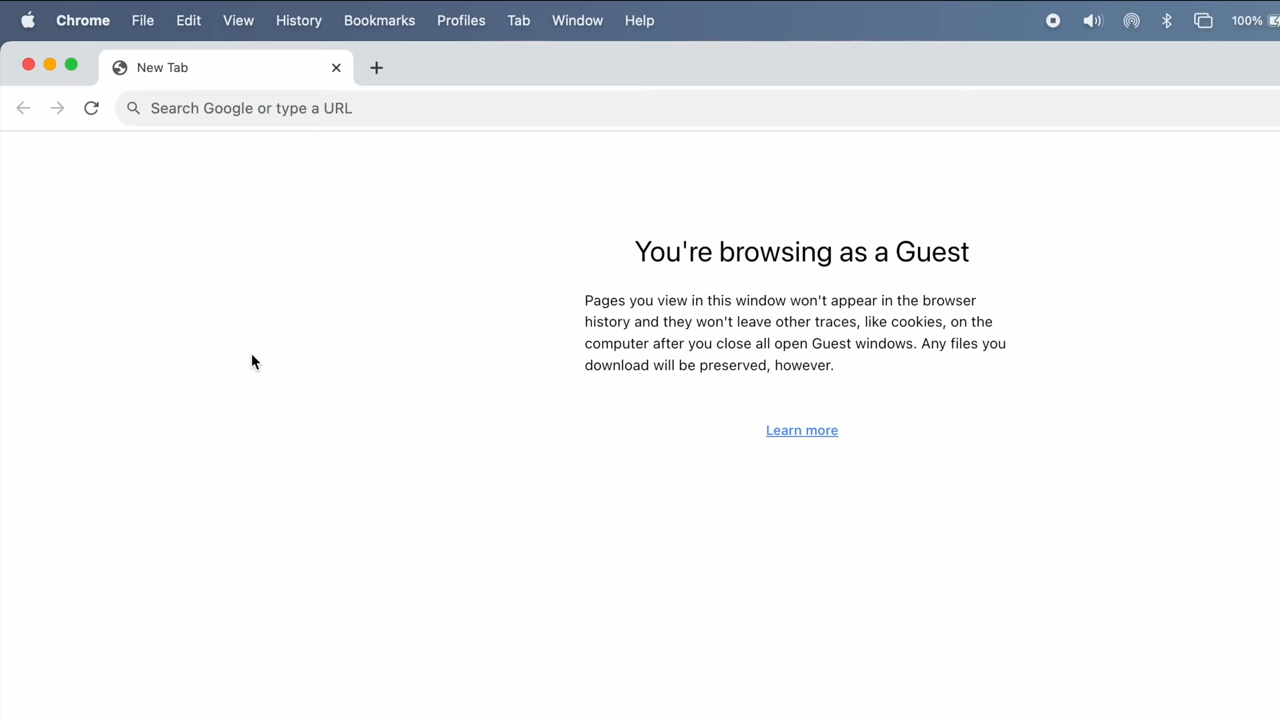 Chrome File Edit View History Bookmarks Profiles Tab Window Help 100%
New Tab
Search Google or type a URL
You're browsing as a Guest
Pages you view in this window won't appear in the browser
history and they won't leave other traces, like cookies, on the
computer after you close all open Guest windows. Any files you
download will be preserved, however.
Learn more